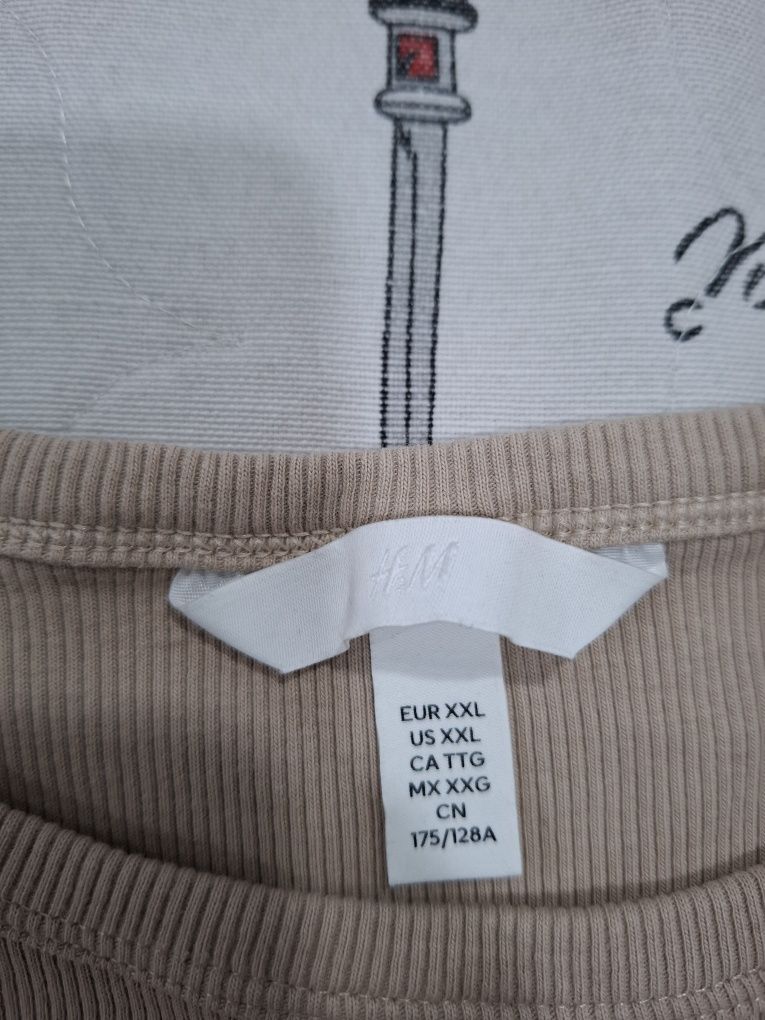 H&M
EUR XXL
US XXL
CA TTG
MX XXG
CN
175/128A